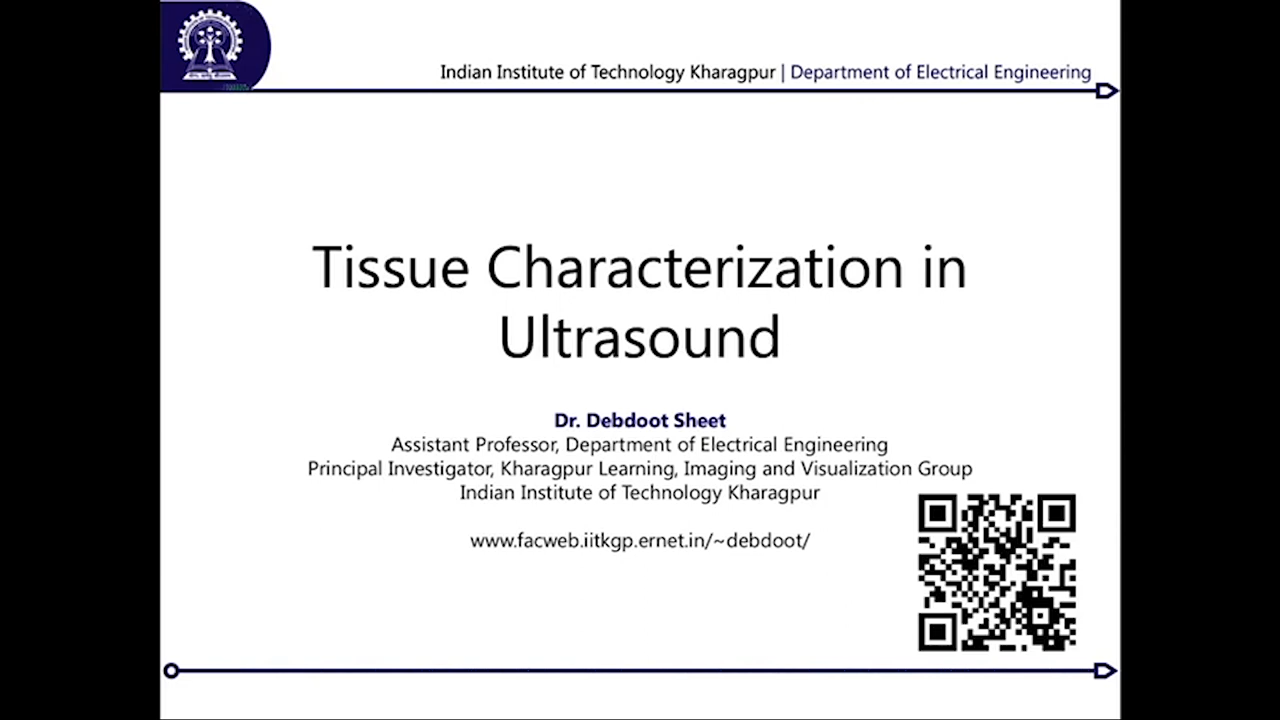 Indian Institute of Technology Kharagpur | Department of Electrical Engineering
Tissue Characterization in
Ultrasound
Dr. Debdoot Sheet
Assistant Professor, Department of Electrical Engineering
Principal Investigator, Kharagpur Learning, Imaging and Visualization Group
Indian Institute of Technology Kharagpur
www.facweb.iitkgp.ernet.in/~debdoot/